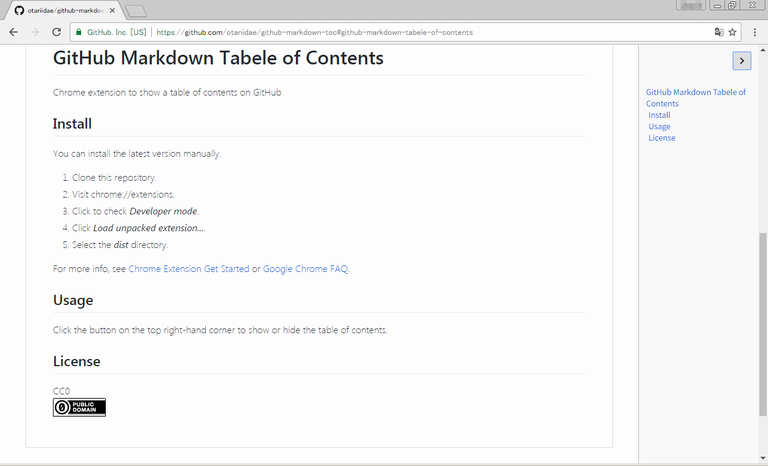 otariidae/github-markdow
GitHub, Inc. [US]
https://github.com/otariidae/github-markdown-toc#github-markdown-tabele-of-contents
GitHub Markdown Tabele of Contents
Chrome extension to show a table of contents on GitHub
Install
You can install the latest version manually.
1. Clone this repository.
2. Visit chrome://extensions.
3. Click to check Developer mode.
4. Click Load unpacked extension....
5. Select the dist directory.
For more info, see Chrome Extension Get Started or Google Chrome FAQ.
Usage
Click the button on the top right-hand corner to show or hide the table of contents.
License
CC0
PUBLIC
DOMAIN
GitHub Markdown Tabele of
Contents
Install
Usage
License